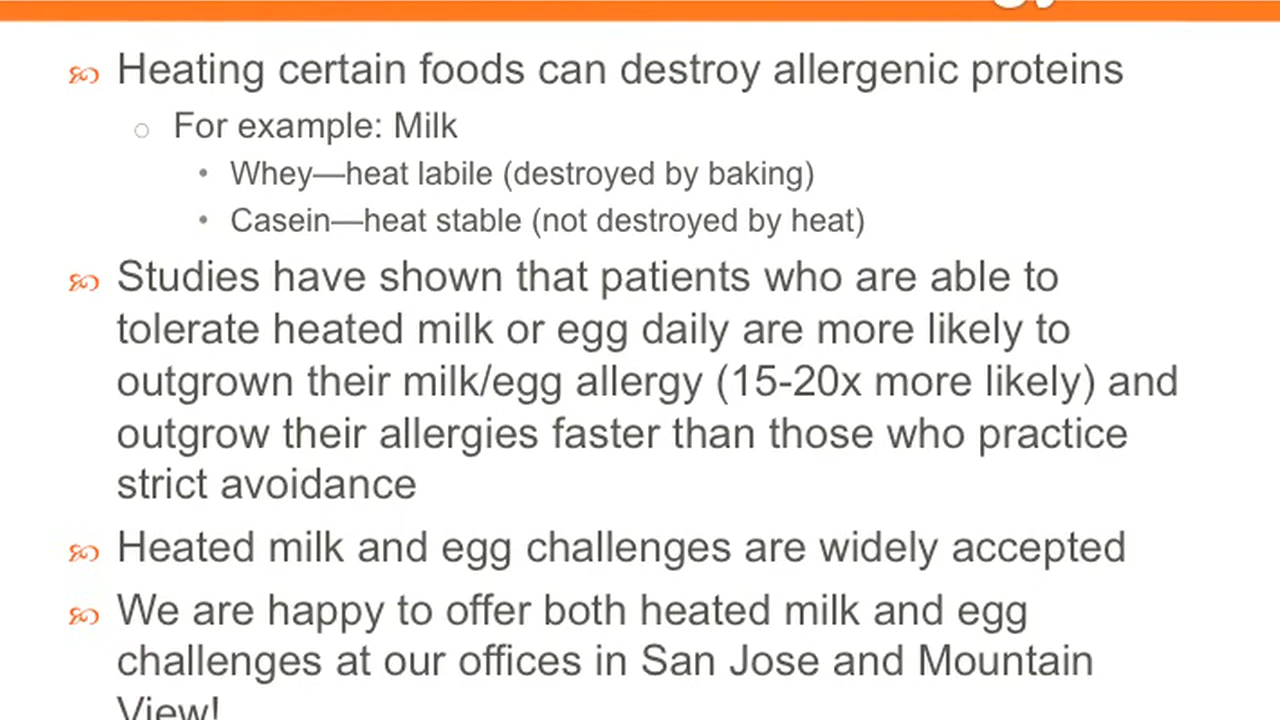 Heating certain foods can destroy allergenic proteins
For example: Milk
Whey—heat labile (destroyed by baking)
Casein—heat stable (not destroyed by heat)
Studies have shown that patients who are able to
tolerate heated milk or egg daily are more likely to
outgrown their milk/egg allergy (15-20x more likely) and
outgrow their allergies faster than those who practice
strict avoidance
Heated milk and egg challenges are widely accepted
We are happy to offer both heated milk and egg
challenges at our offices in San Jose and Mountain
View!